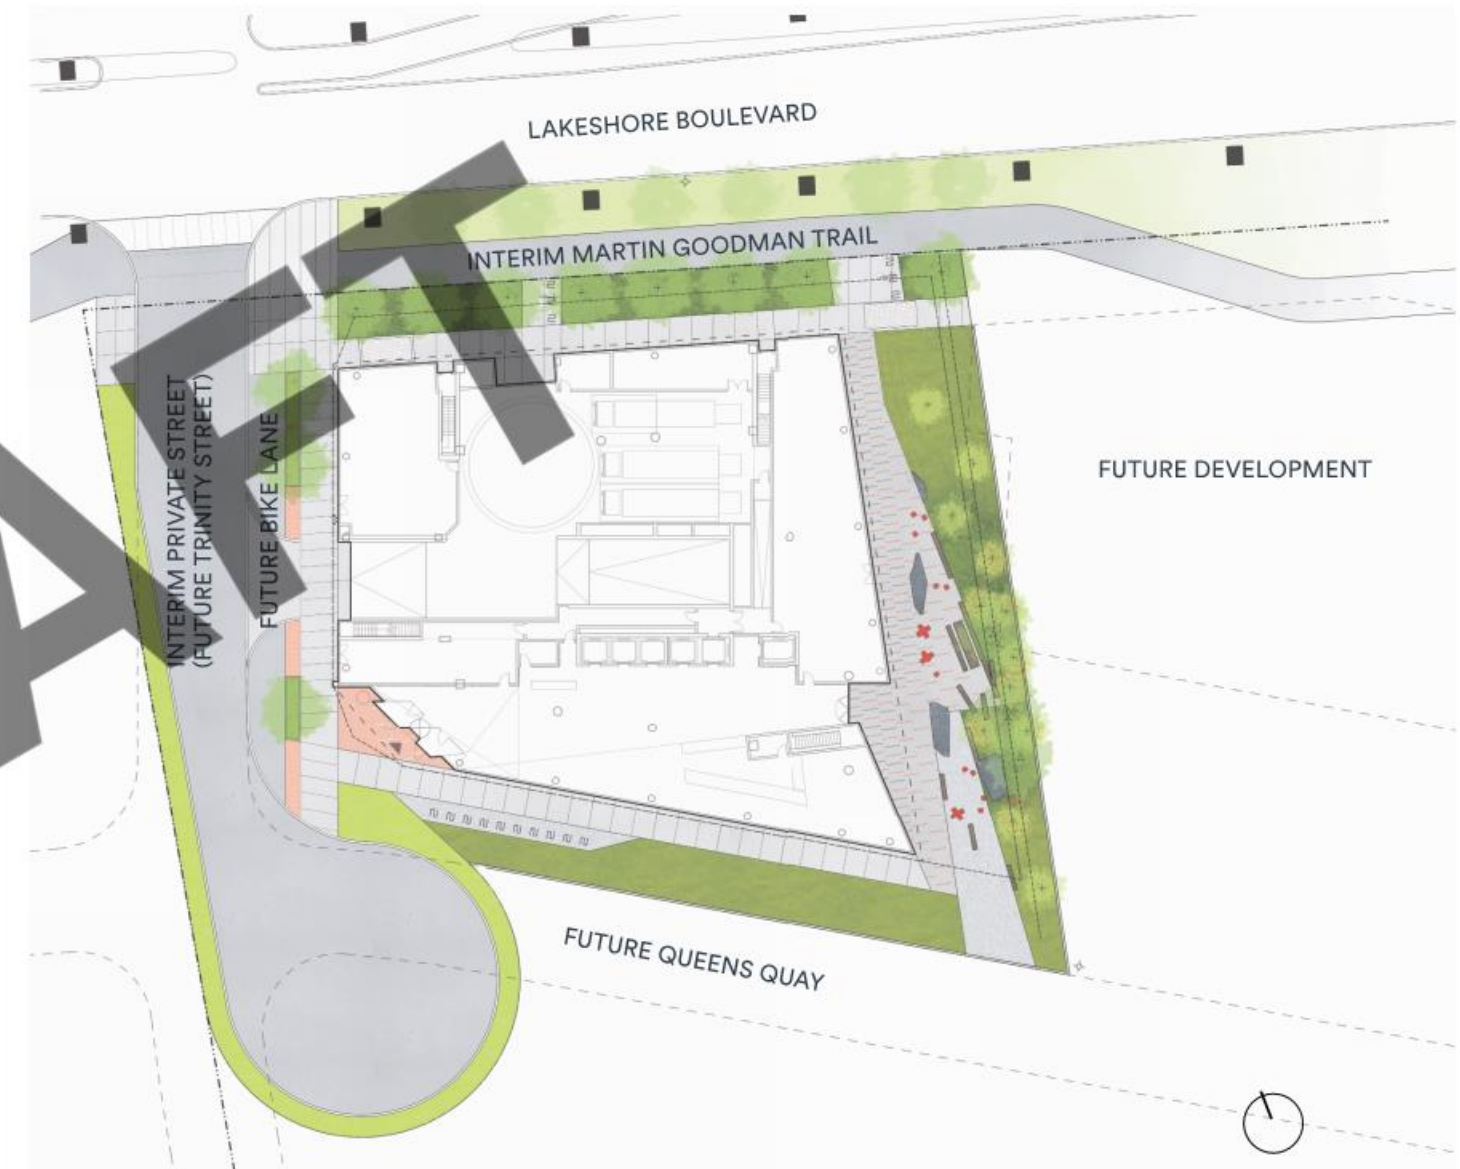 LAKESHORE BOULEVARD
INTERIM MARTIN GOODMAN TRAIL
INTERIM PRIVATE STREET
(FUTURE TRINITY STREET)
FUTURE BIKE LANE
FUTURE DEVELOPMENT
FUTURE QUEENS QUAY
AFT